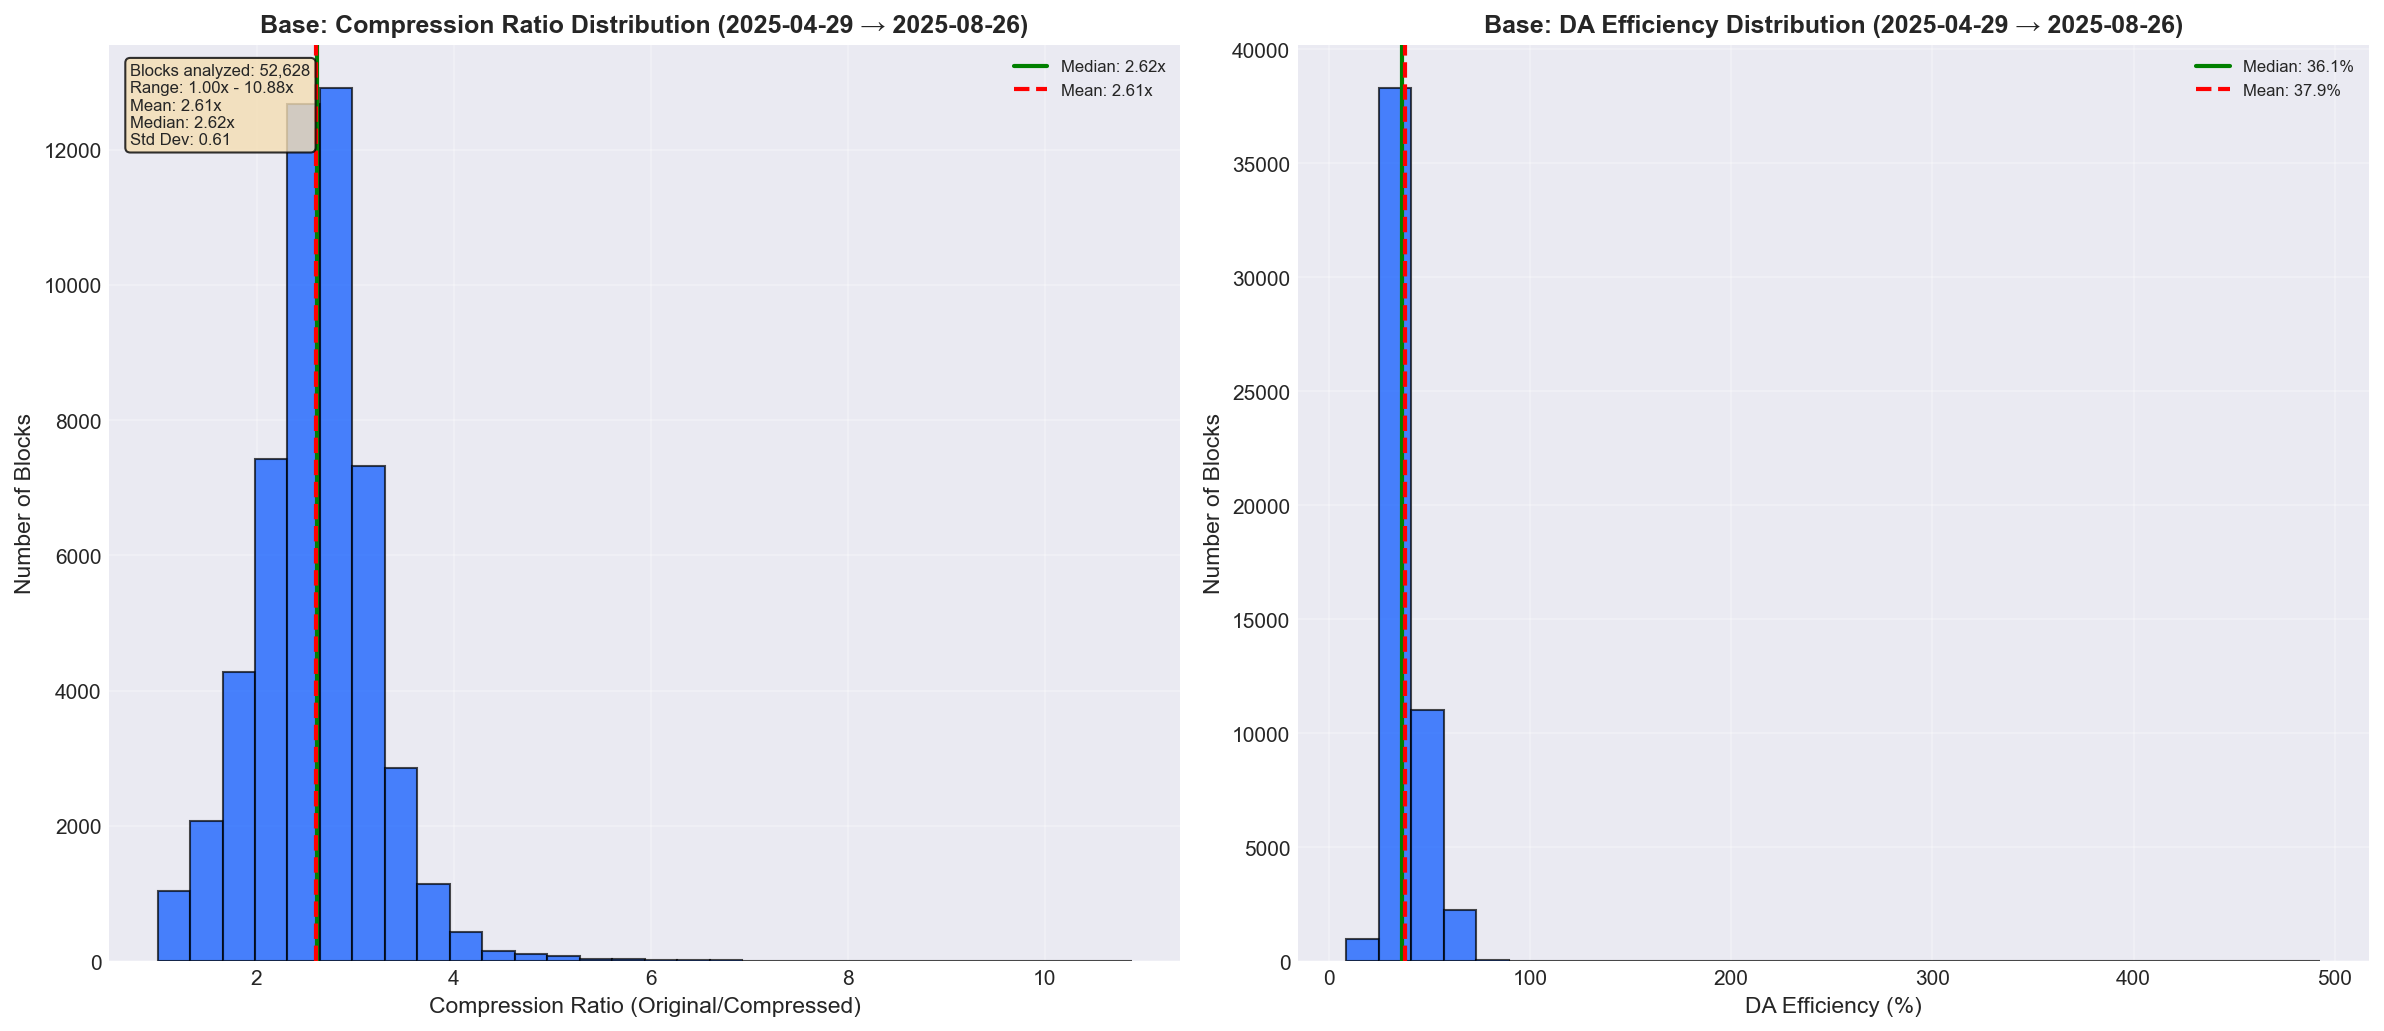 Base: Compression Ratio Distribution (2025-04-29 → 2025-08-26)
Blocks analyzed: 52,628
Range: 1.00x - 10.88x
Mean: 2.61x
Median: 2.62x
Std Dev: 0.61
Median: 2.62x
Mean: 2.61x
Number of Blocks
12000
10000
8000
6000
4000
2000
0
2 4 6 8 10
Compression Ratio (Original/Compressed)
Base: DA Efficiency Distribution (2025-04-29 → 2025-08-26)
Median: 36.1%
Mean: 37.9%
Number of Blocks
40000
35000
30000
25000
20000
15000
10000
5000
0
0 100 200 300 400 500
DA Efficiency (%)